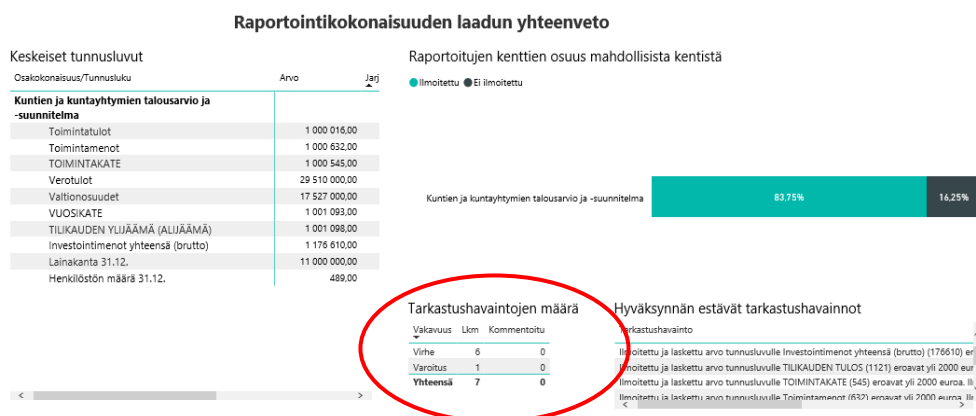 Raportointikokonaisuuden laadun yhteenveto
Keskeiset tunnusluvut
Osakokonaisuus/Tunnusluku Arvo Jarj
Kuntien ja kuntayhtymien talousarvio ja
-suunnitelma
Toimintatulot 1 000 016,00
Toimintamenot 1 000 632,00
TOIMINTAKATE 1 000 545,00
Verotulot 29 510 000,00
Valtionosuudet 17 527 000,00
VUOSIKATE 1 001 093,00
TILIKAUDEN YLIJÄÄMÄ (ALIJÄÄMÄ) 1 001 098,00
Investointimenot yhteensä (brutto) 1 176 610,00
Lainakanta 31.12. 11 000 000,00
Henkilöstön määrä 31.12. 489,00
Raportoitujen kenttien osuus mahdollisista kentistä
Ilmoitettu Ei ilmoitettu
Kuntien ja kuntayhtymien talousarvio ja -suunnitelma 83,75% 16,25%
Tarkastushavaintojen määrä
Vakavuus Lkm Kommentoitu
Virhe 6 0
Varoitus 1 0
Yhteensä 7 0
Hyväksynnän estävät tarkastushavainnot
Tarkastushavainto
Ilmoitettu ja laskettu arvo tunnusluvulle Investointimenot yhteensä (brutto) (176610) er
Ilmoitettu ja laskettu arvo tunnusluvulle TILIKAUDEN TULOS (1121) eroavat yli 2000 eur
Ilmoitettu ja laskettu arvo tunnusluvulle TOIMINTAKATE (545) eroavat yli 2000 euroa. Il
Ilmoitettu ja laskettu arvo tunnusluvulle Toimintamenot (632) eroavat yli 2000 euroa. Ilm